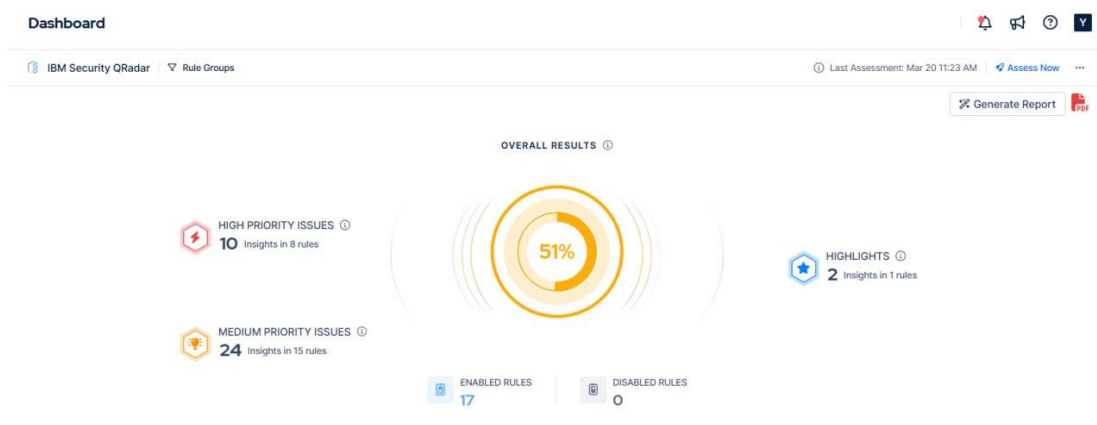 Dashboard
Y
IBM Security QRadar Rule Groups
Last Assessment: Mar 20 11:23 AM Assess Now ...
Generate Report PDF
OVERALL RESULTS
HIGH PRIORITY ISSUES
10 Insights in 8 rules
51%
HIGHLIGHTS
2 Insights in 1 rules
MEDIUM PRIORITY ISSUES
24 Insights in 15 rules
ENABLED RULES
17
DISABLED RULES
0